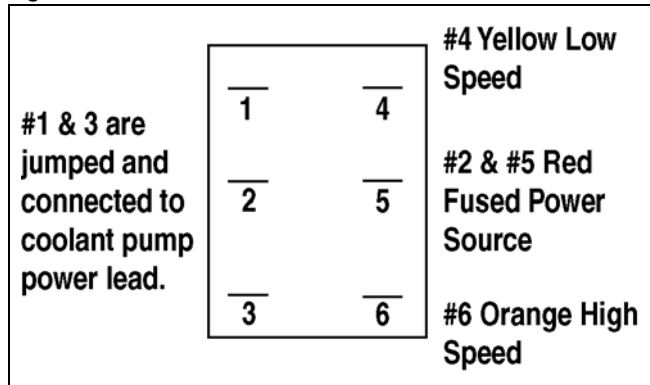 #1 & 3 are
jumped and
connected to
coolant pump
power lead.
1
4
2
5
3
6
#4 Yellow Low
Speed
#2 & #5 Red
Fused Power
Source
#6 Orange High
Speed